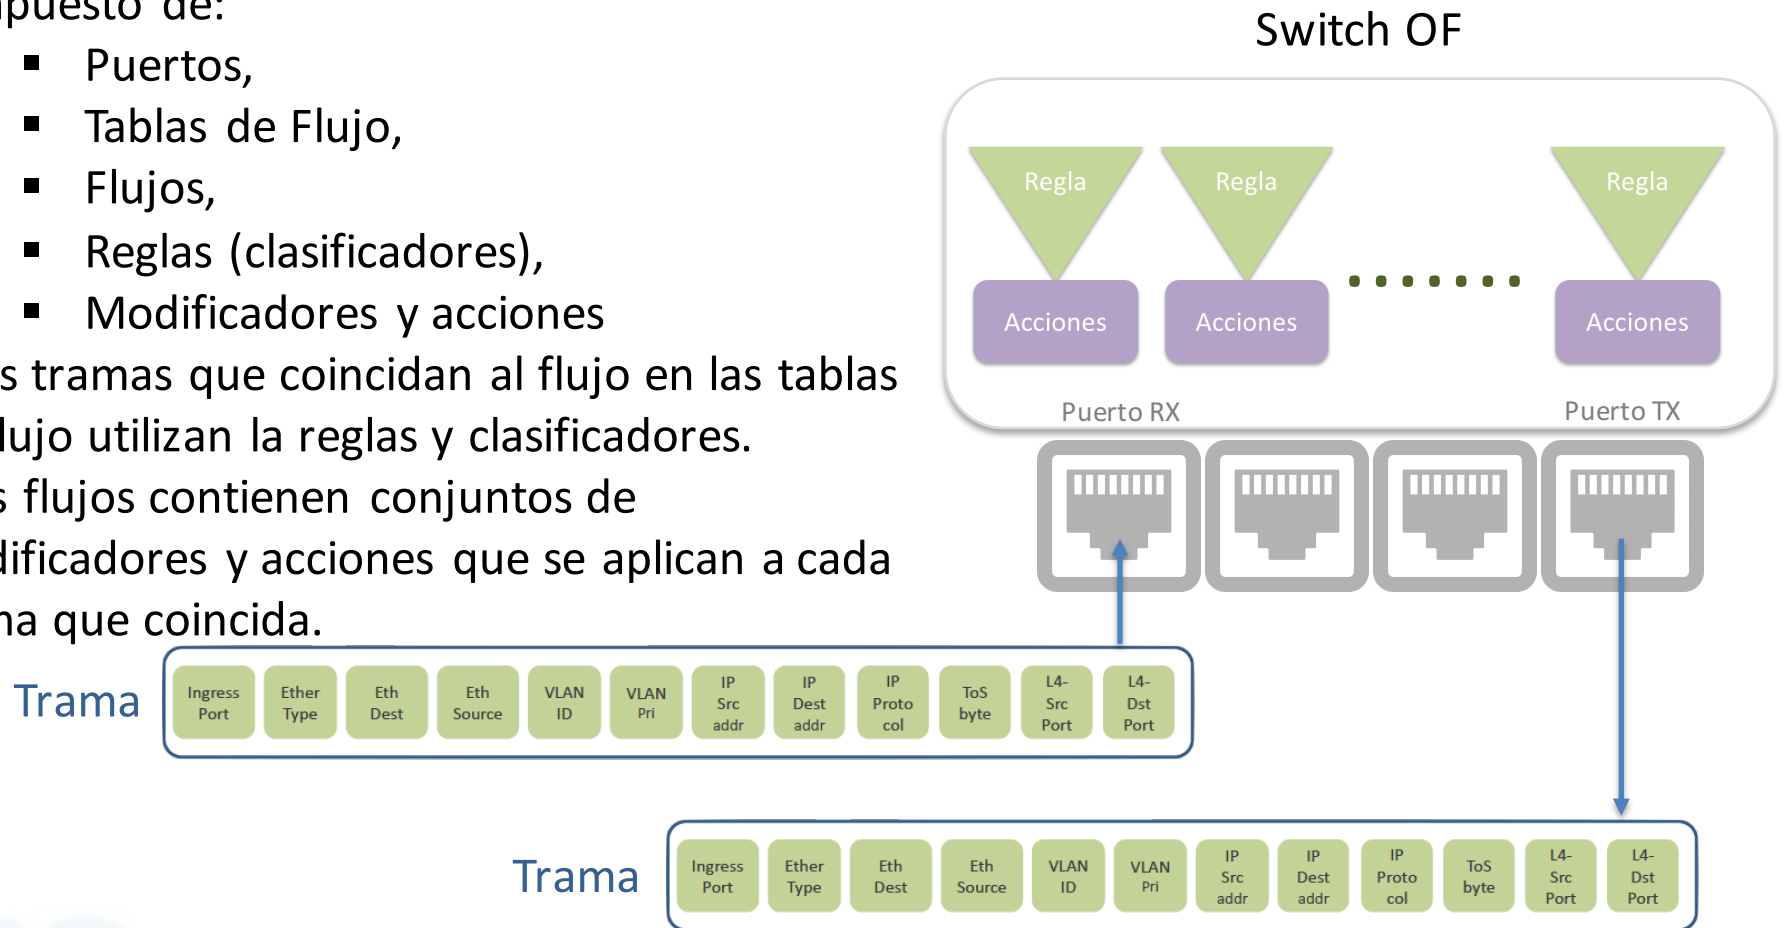 puesto de:
▪ Puertos,
▪ Tablas de Flujo,
▪ Flujos,
▪ Reglas (clasificadores),
▪ Modificadores y acciones
s tramas que coincidan al flujo en las tablas
lujo utilizan la reglas y clasificadores.
s flujos contienen conjuntos de
dificadores y acciones que se aplican a cada
ma que coincida.
Switch OF
Regla Regla Regla
Acciones Acciones Acciones
Puerto RX Puerto TX
Trama
Ingress
Port
Ether
Type
Eth
Dest
Eth
Source
VLAN
ID
VLAN
Pri
IP
Src
addr
IP
Dest
addr
IP
Proto
col
ToS
byte
L4-
Src
Port
L4-
Dst
Port
Trama
Ingress
Port
Ether
Type
Eth
Dest
Eth
Source
VLAN
ID
VLAN
Pri
IP
Src
addr
IP
Dest
addr
IP
Proto
col
ToS
byte
L4-
Src
Port
L4-
Dst
Port